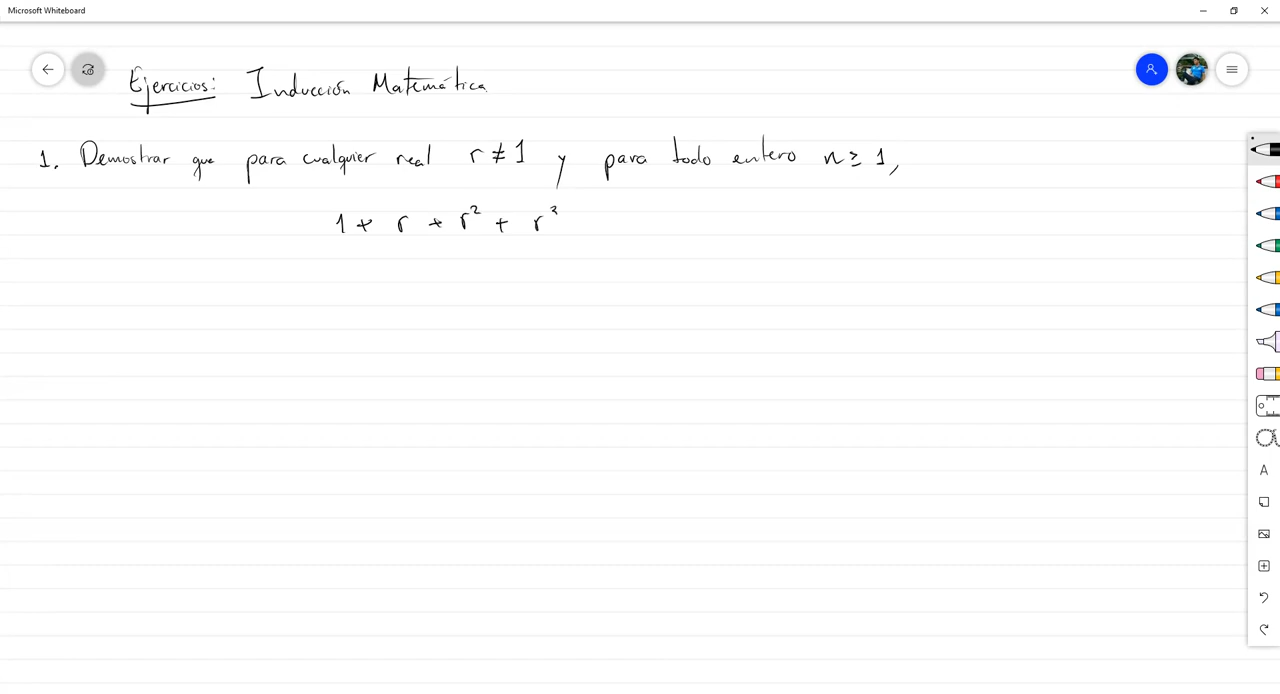 Microsoft Whiteboard
Ejercicios: Inducción Matemática
1. Demostrar que para cualquier real r ≠ 1 y para todo entero n ≥ 1,
1 + r + r² + r³
A